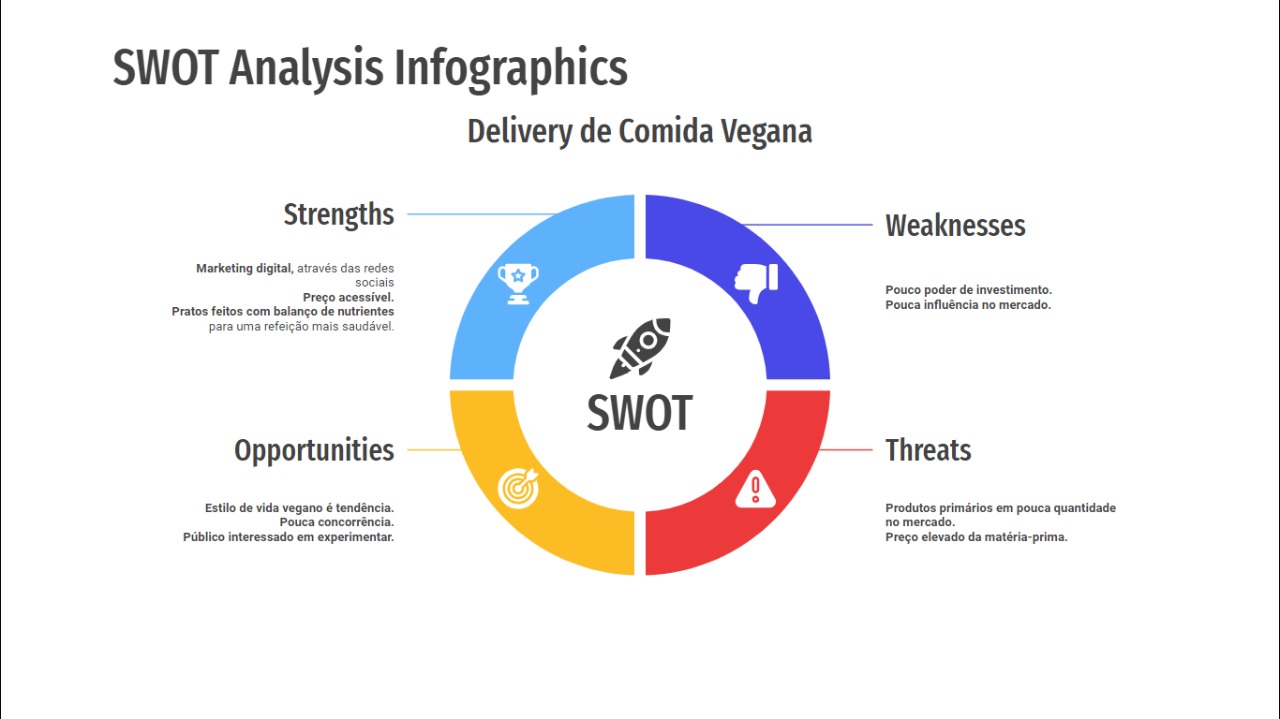 SWOT Analysis Infographics
Delivery de Comida Vegana
Strengths
Marketing digital, através das redes
sociais
Preço acessível.
Pratos feitos com balanço de nutrientes
para uma refeição mais saudável.
Weaknesses
Pouco poder de investimento.
Pouca influência no mercado.
SWOT
Opportunities
Estilo de vida vegano é tendência.
Pouca concorrência.
Público interessado em experimentar.
Threats
Produtos primários em pouca quantidade
no mercado.
Preço elevado da matéria-prima.